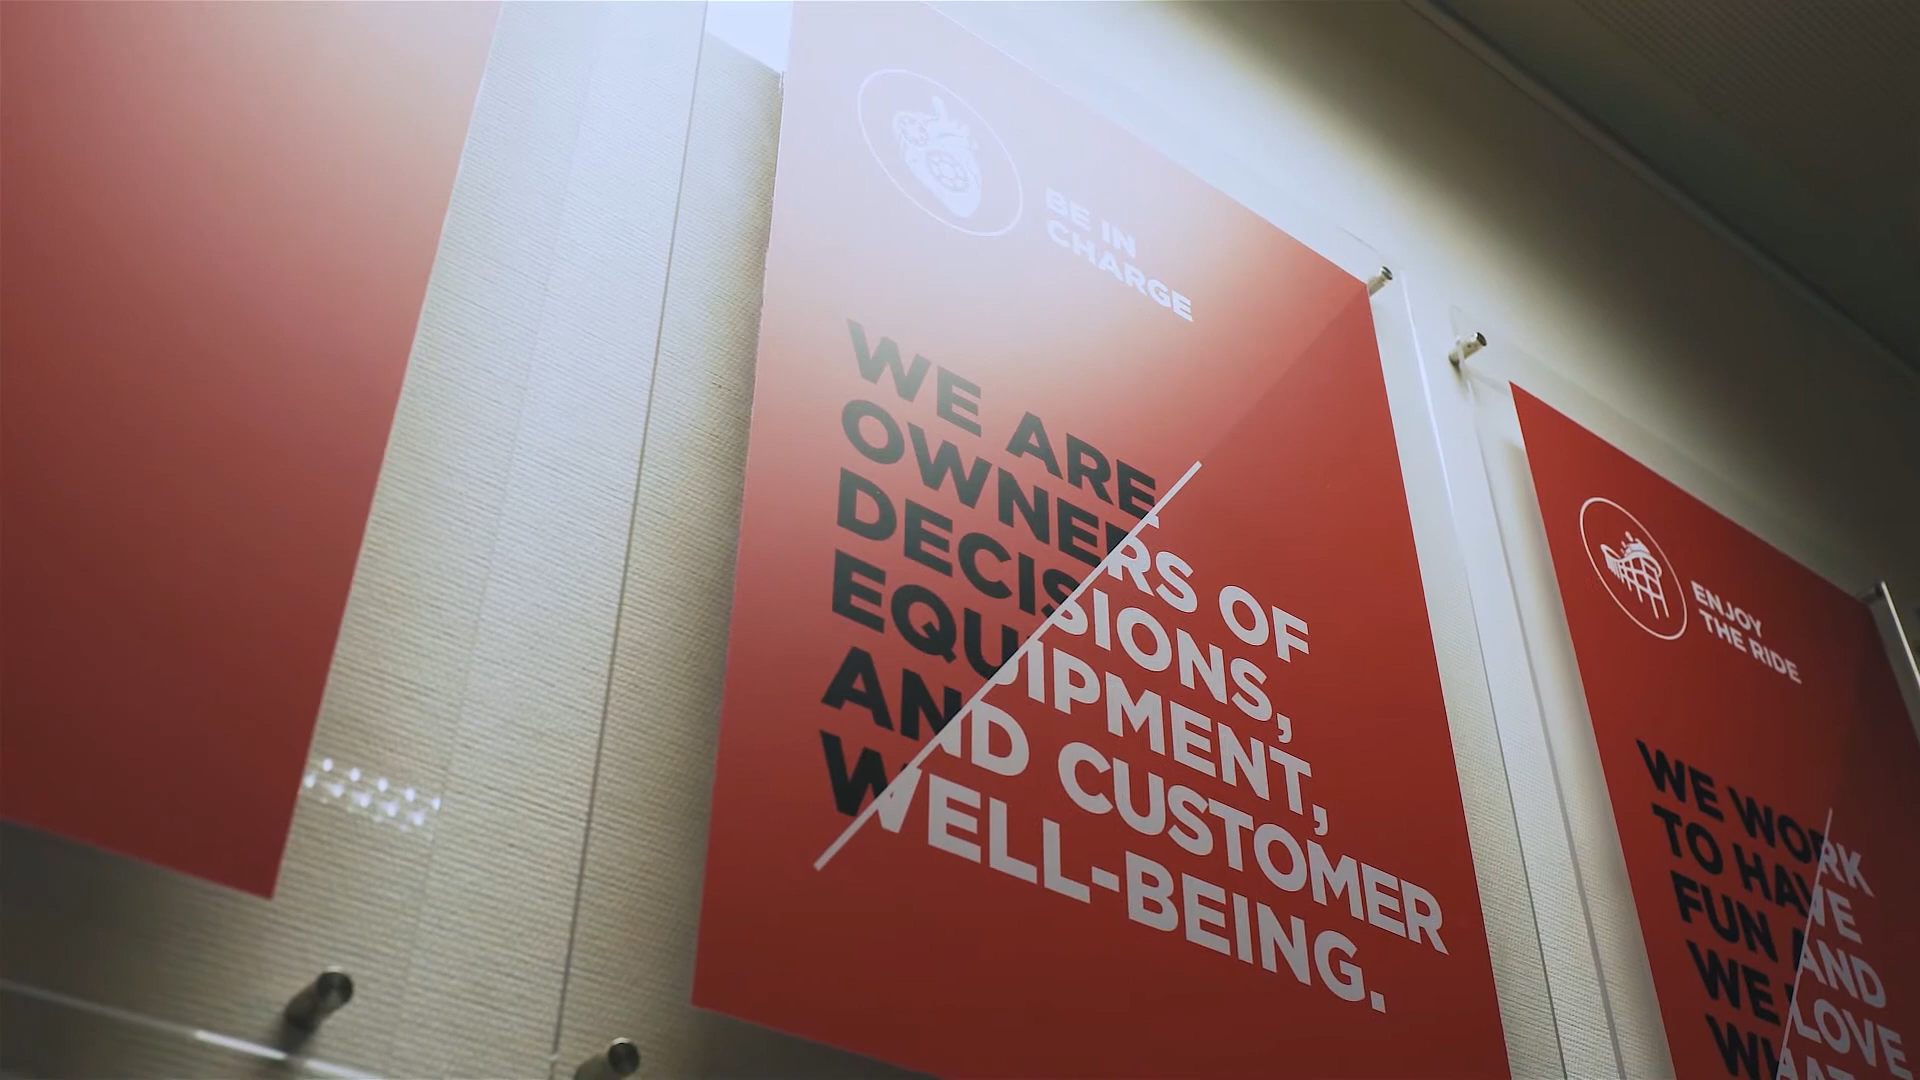 BE IN
CHARGE
WE ARE
OWNERS OF
DECISIONS,
EQUIPMENT,
AND CUSTOMER
WELL-BEING.
ENJOY
THE RIDE
WE WORK
TO HAVE
FUN AND
WE LOVE